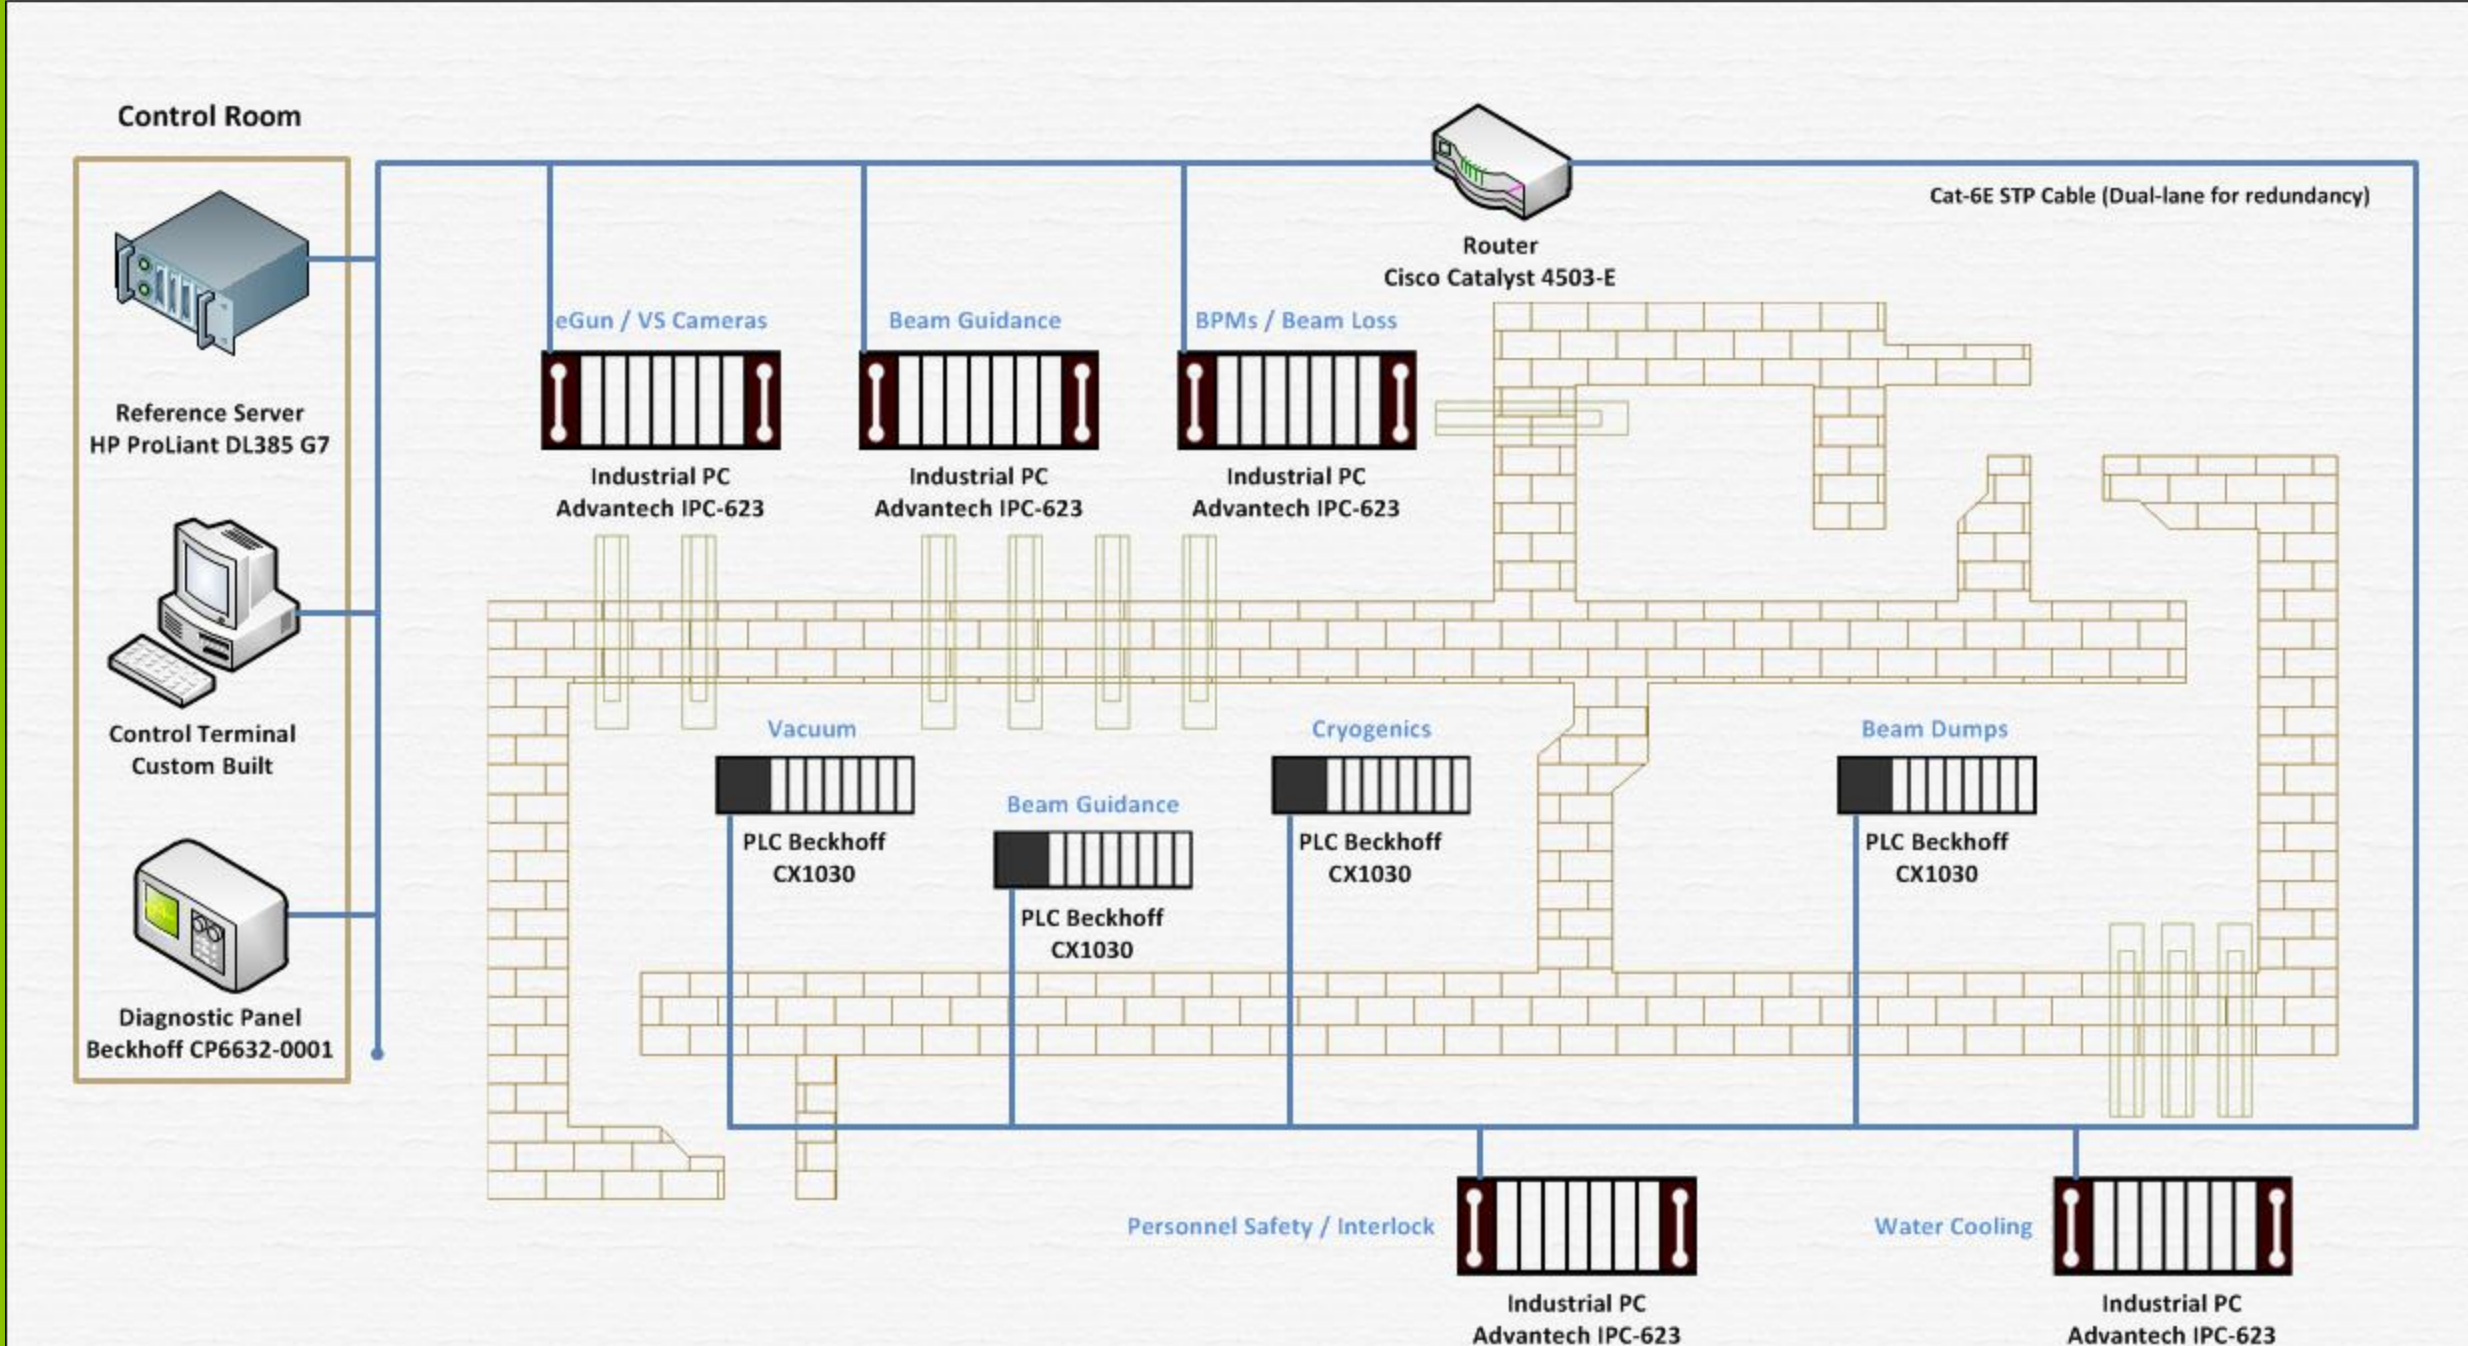 Control Room
Reference Server
HP ProLiant DL385 G7
Control Terminal
Custom Built
Diagnostic Panel
Beckhoff CP6632-0001
eGun / VS Cameras
Industrial PC
Advantech IPC-623
Beam Guidance
Industrial PC
Advantech IPC-623
BPMs / Beam Loss
Industrial PC
Advantech IPC-623
Router
Cisco Catalyst 4503-E
Cat-6E STP Cable (Dual-lane for redundancy)
Vacuum
PLC Beckhoff
CX1030
Beam Guidance
PLC Beckhoff
CX1030
Cryogenics
PLC Beckhoff
CX1030
Beam Dumps
PLC Beckhoff
CX1030
Personnel Safety / Interlock
Industrial PC
Advantech IPC-623
Water Cooling
Industrial PC
Advantech IPC-623